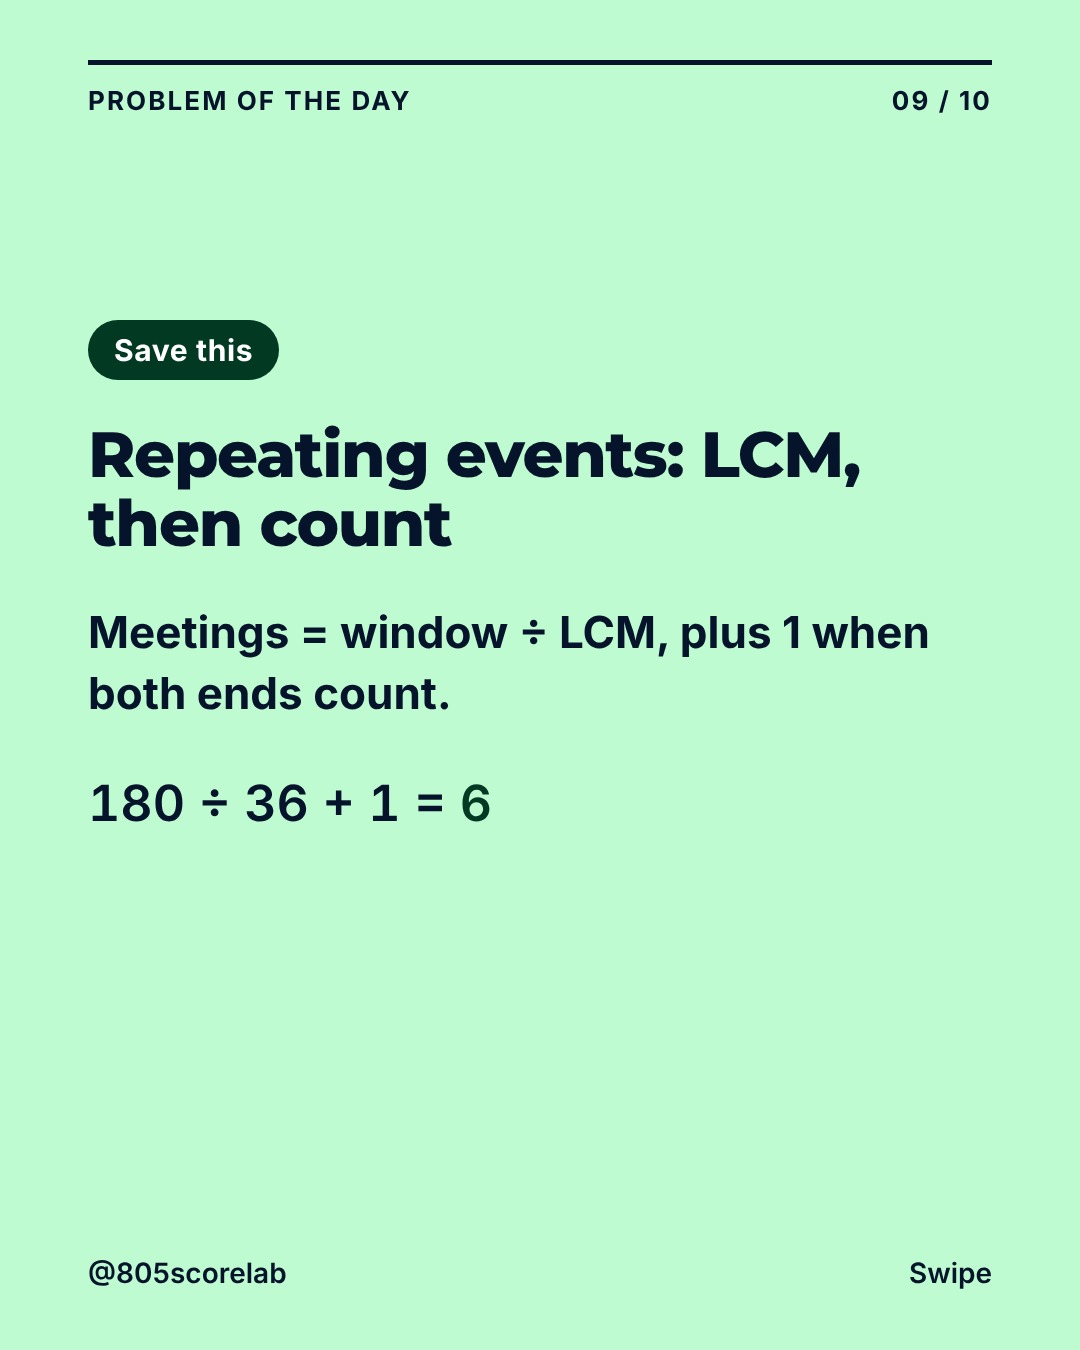 PROBLEM OF THE DAY
09 / 10
Save this
Repeating events: LCM,
then count
Meetings = window ÷ LCM, plus 1 when
both ends count.
180 ÷ 36 + 1 = 6
@805scorelab
Swipe